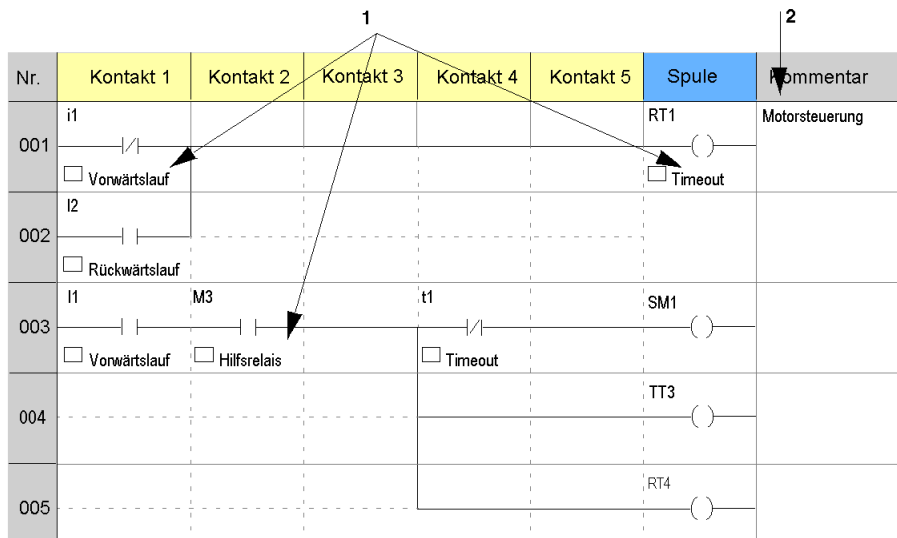 1 2
Nr. Kontakt 1 Kontakt 2 Kontakt 3 Kontakt 4 Kontakt 5 Spule Kommentar
i1 RT1 Motorsteuerung
001
Vorwärtslauf Timeout
I2
002
Rückwärtslauf
I1 M3 t1 SM1
003
Vorwärtslauf Hilfsrelais Timeout
TT3
004
RT4
005